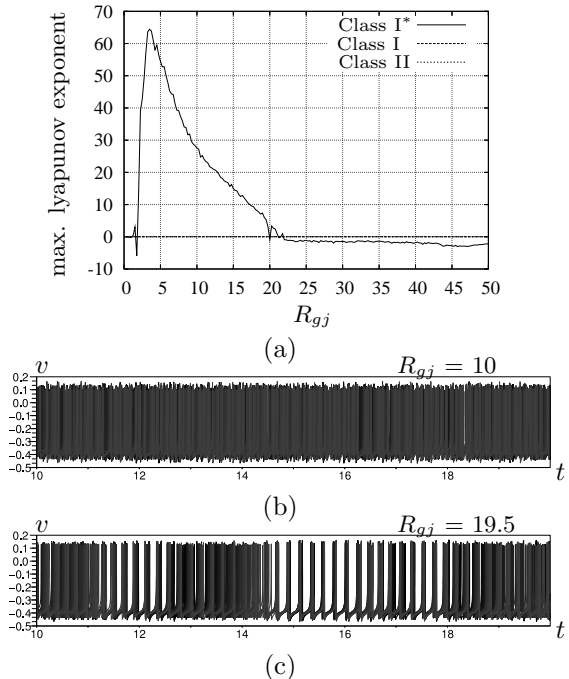 Class I*
Class I
Class II
max. lyapunov exponent
70
60
50
40
30
20
10
0
-10
0 5 10 15 20 25 30 35 40 45 50
R_gj
(a)
v R_gj = 10
0.2
0.1
0.0
−0.1
−0.2
−0.3
−0.4
−0.5
10 12 14 16 18 t
(b)
v R_gj = 19.5
0.2
0.1
0.0
−0.1
−0.2
−0.3
−0.4
−0.5
10 12 14 16 18 t
(c)